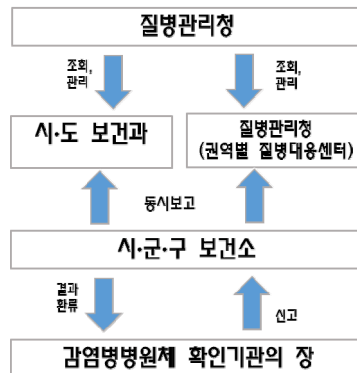 질병관리청
조회,
관리
조회,
관리
시·도 보건과
질병관리청
(권역별 질병대응센터)
동시보고
시·군·구 보건소
결과
환류
신고
감염병병원체 확인기관의 장